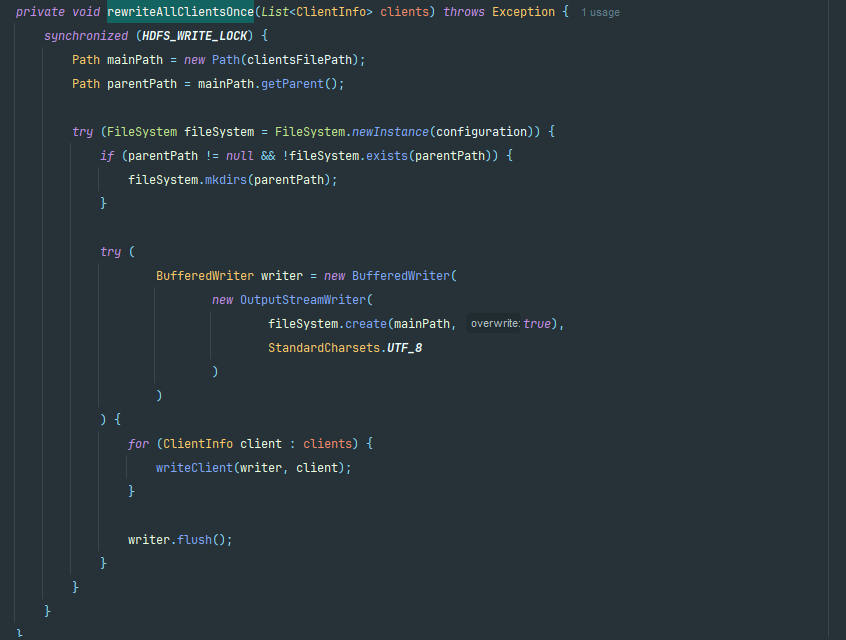 private void rewriteAllClientsOnce(List<ClientInfo> clients) throws Exception { 1 usage
synchronized (HDFS_WRITE_LOCK) {
Path mainPath = new Path(clientsFilePath);
Path parentPath = mainPath.getParent();
try (FileSystem fileSystem = FileSystem.newInstance(configuration)) {
if (parentPath != null && !fileSystem.exists(parentPath)) {
fileSystem.mkdirs(parentPath);
}
try (
BufferedWriter writer = new BufferedWriter(
new OutputStreamWriter(
fileSystem.create(mainPath, overwrite: true),
StandardCharsets.UTF_8
)
)
) {
for (ClientInfo client : clients) {
writeClient(writer, client);
}
writer.flush();
}
}
}
}